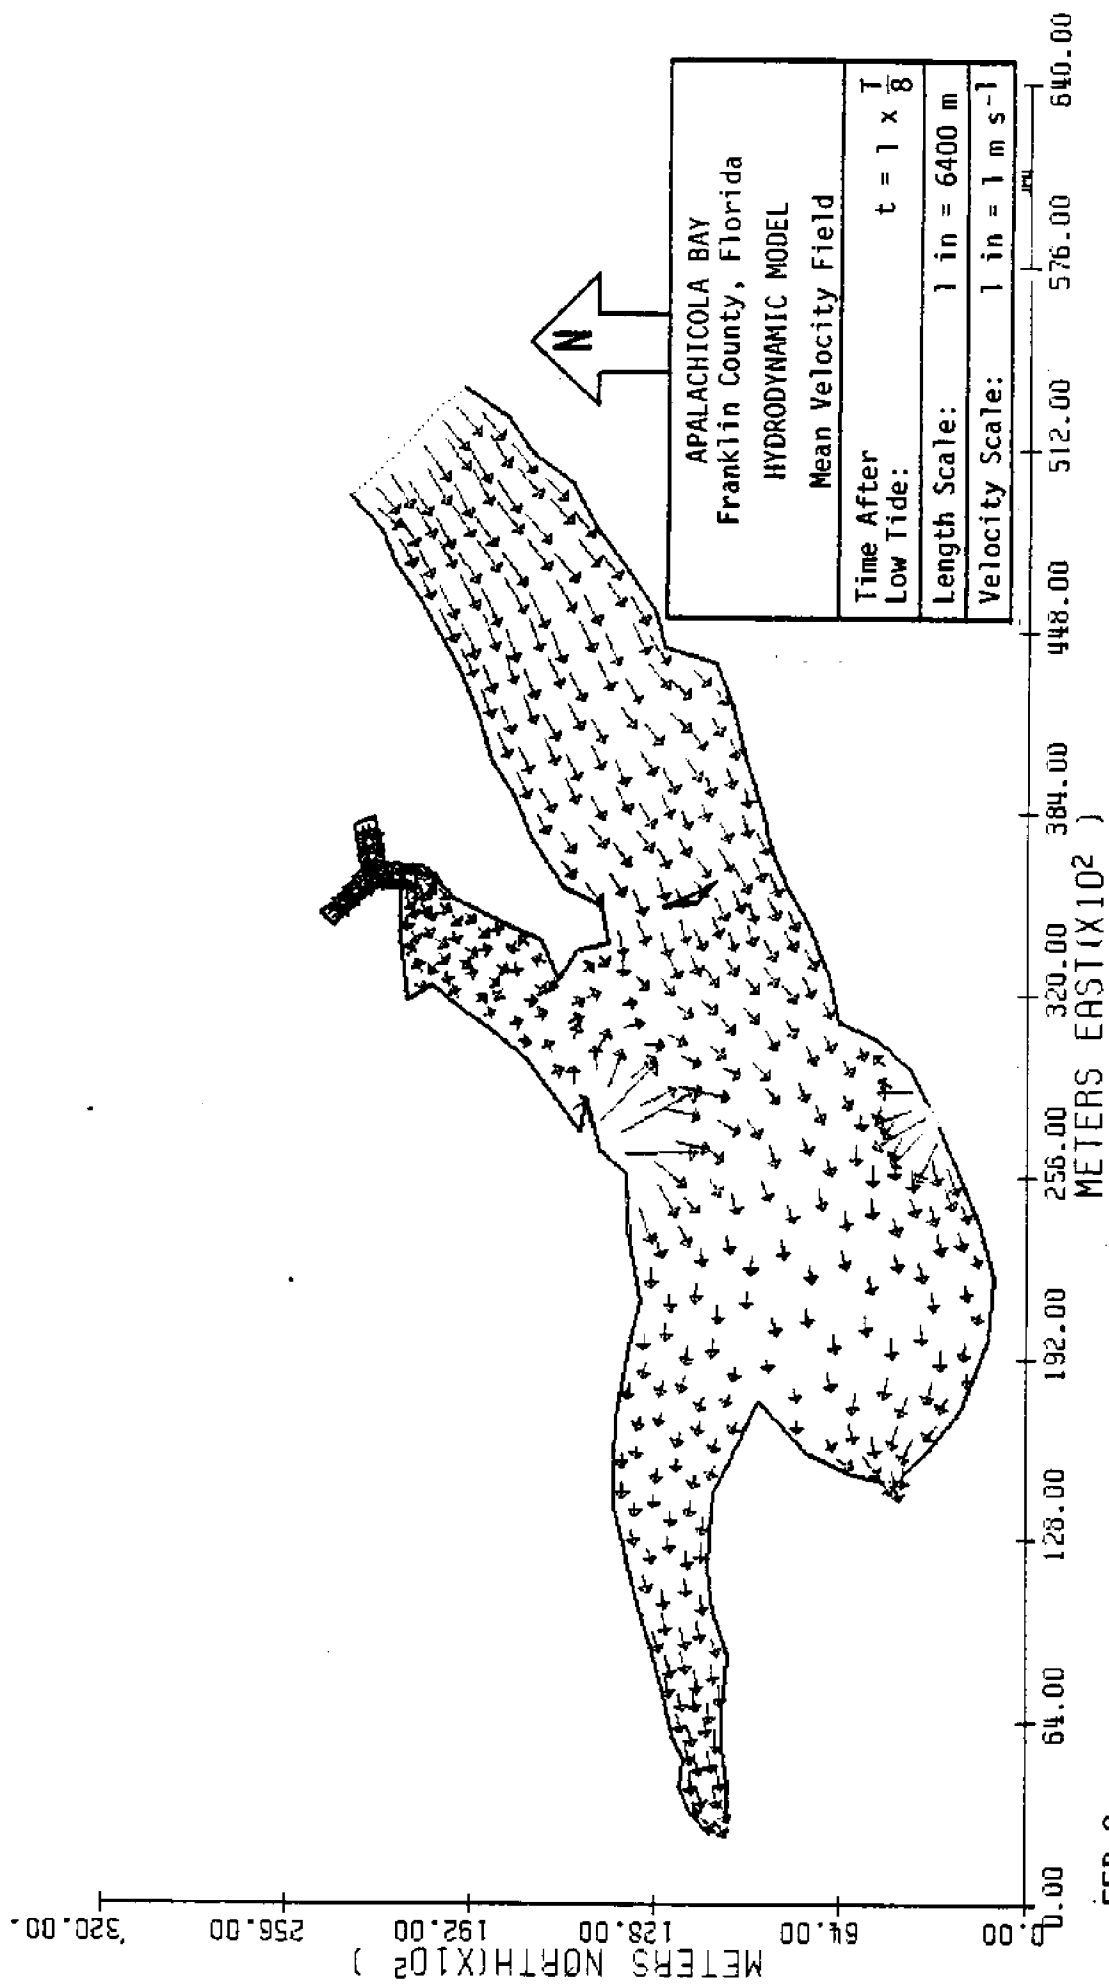 320.00
256.00
192.00
128.00
64.00
0.00
METERS NORTH(X10²)
0.00
64.00
128.00
192.00
256.00
320.00
384.00
448.00
512.00
576.00
640.00
METERS EAST(X10²)
N
APALACHICOLA BAY
Franklin County, Florida
HYDRODYNAMIC MODEL
Mean Velocity Field
Time After
Low Tide: t = 1 x T/8
Length Scale: 1 in = 6400 m
Velocity Scale: 1 in = 1 m s⁻¹